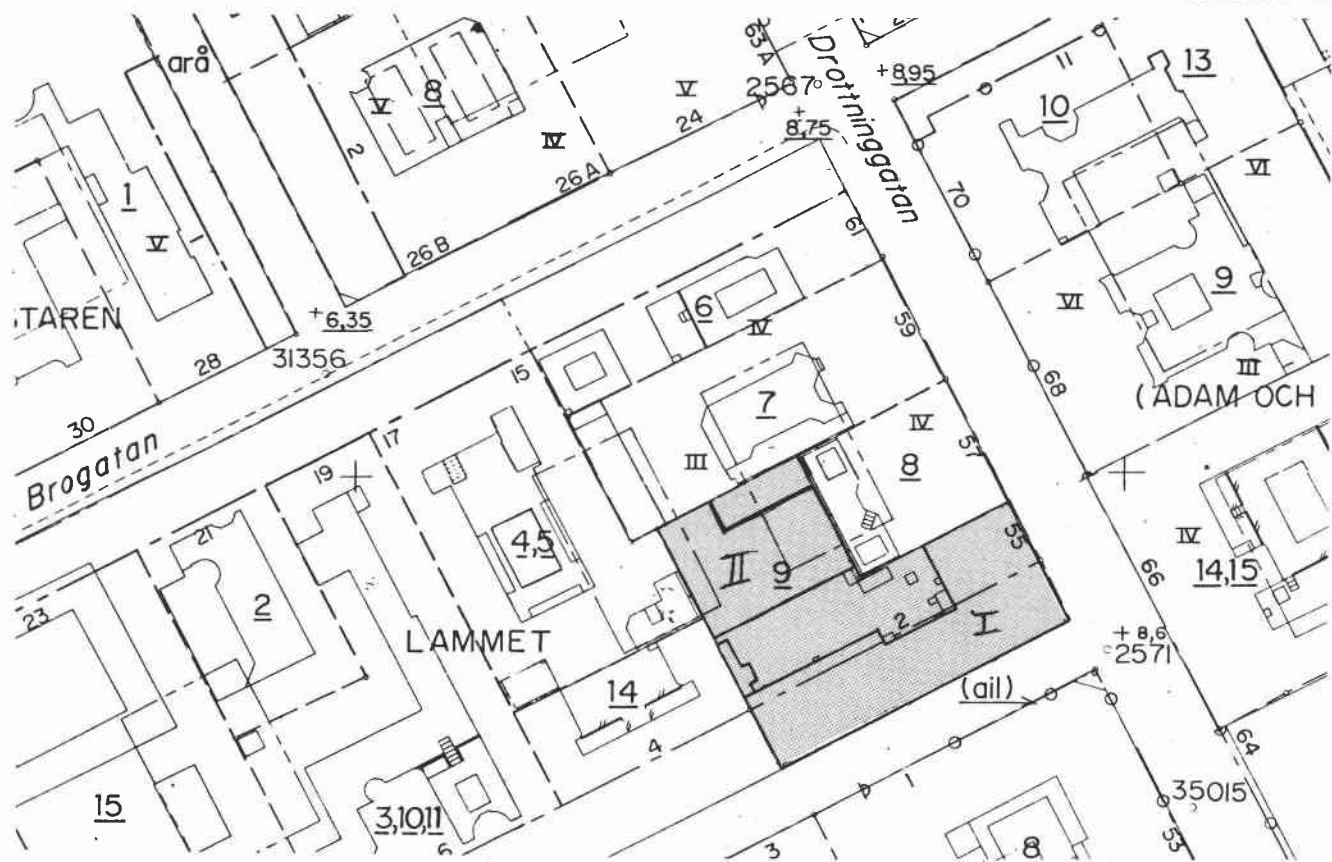 arå
8
V
2
IV
V
24
63 A
2567
+8,95
+
8,75
Drottninggatan
11
10
13
VI
1
V
1
26 A
26 B
70
61
9
VI
STAREN
+6,35
31356
28
30
6
IV
59
68
III
(ADAM OCH
Brogatan
15
17
19
21
7
III
IV
8
57
4,5
II
9
55
66
IV
14,15
23
2
LAMMET
2
I
+ 8,6
2571
(ail)
14
4
64
35015
15
3,10,11
6
3
8
53